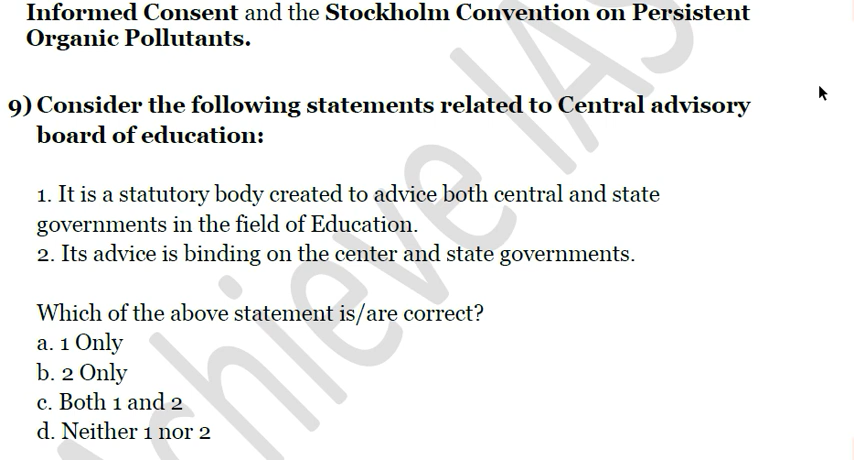 Informed Consent and the Stockholm Convention on Persistent
Organic Pollutants.
9) Consider the following statements related to Central advisory
board of education:
1. It is a statutory body created to advice both central and state
governments in the field of Education.
2. Its advice is binding on the center and state governments.
Which of the above statement is/are correct?
a. 1 Only
b. 2 Only
c. Both 1 and 2
d. Neither 1 nor 2
Achieve IAS